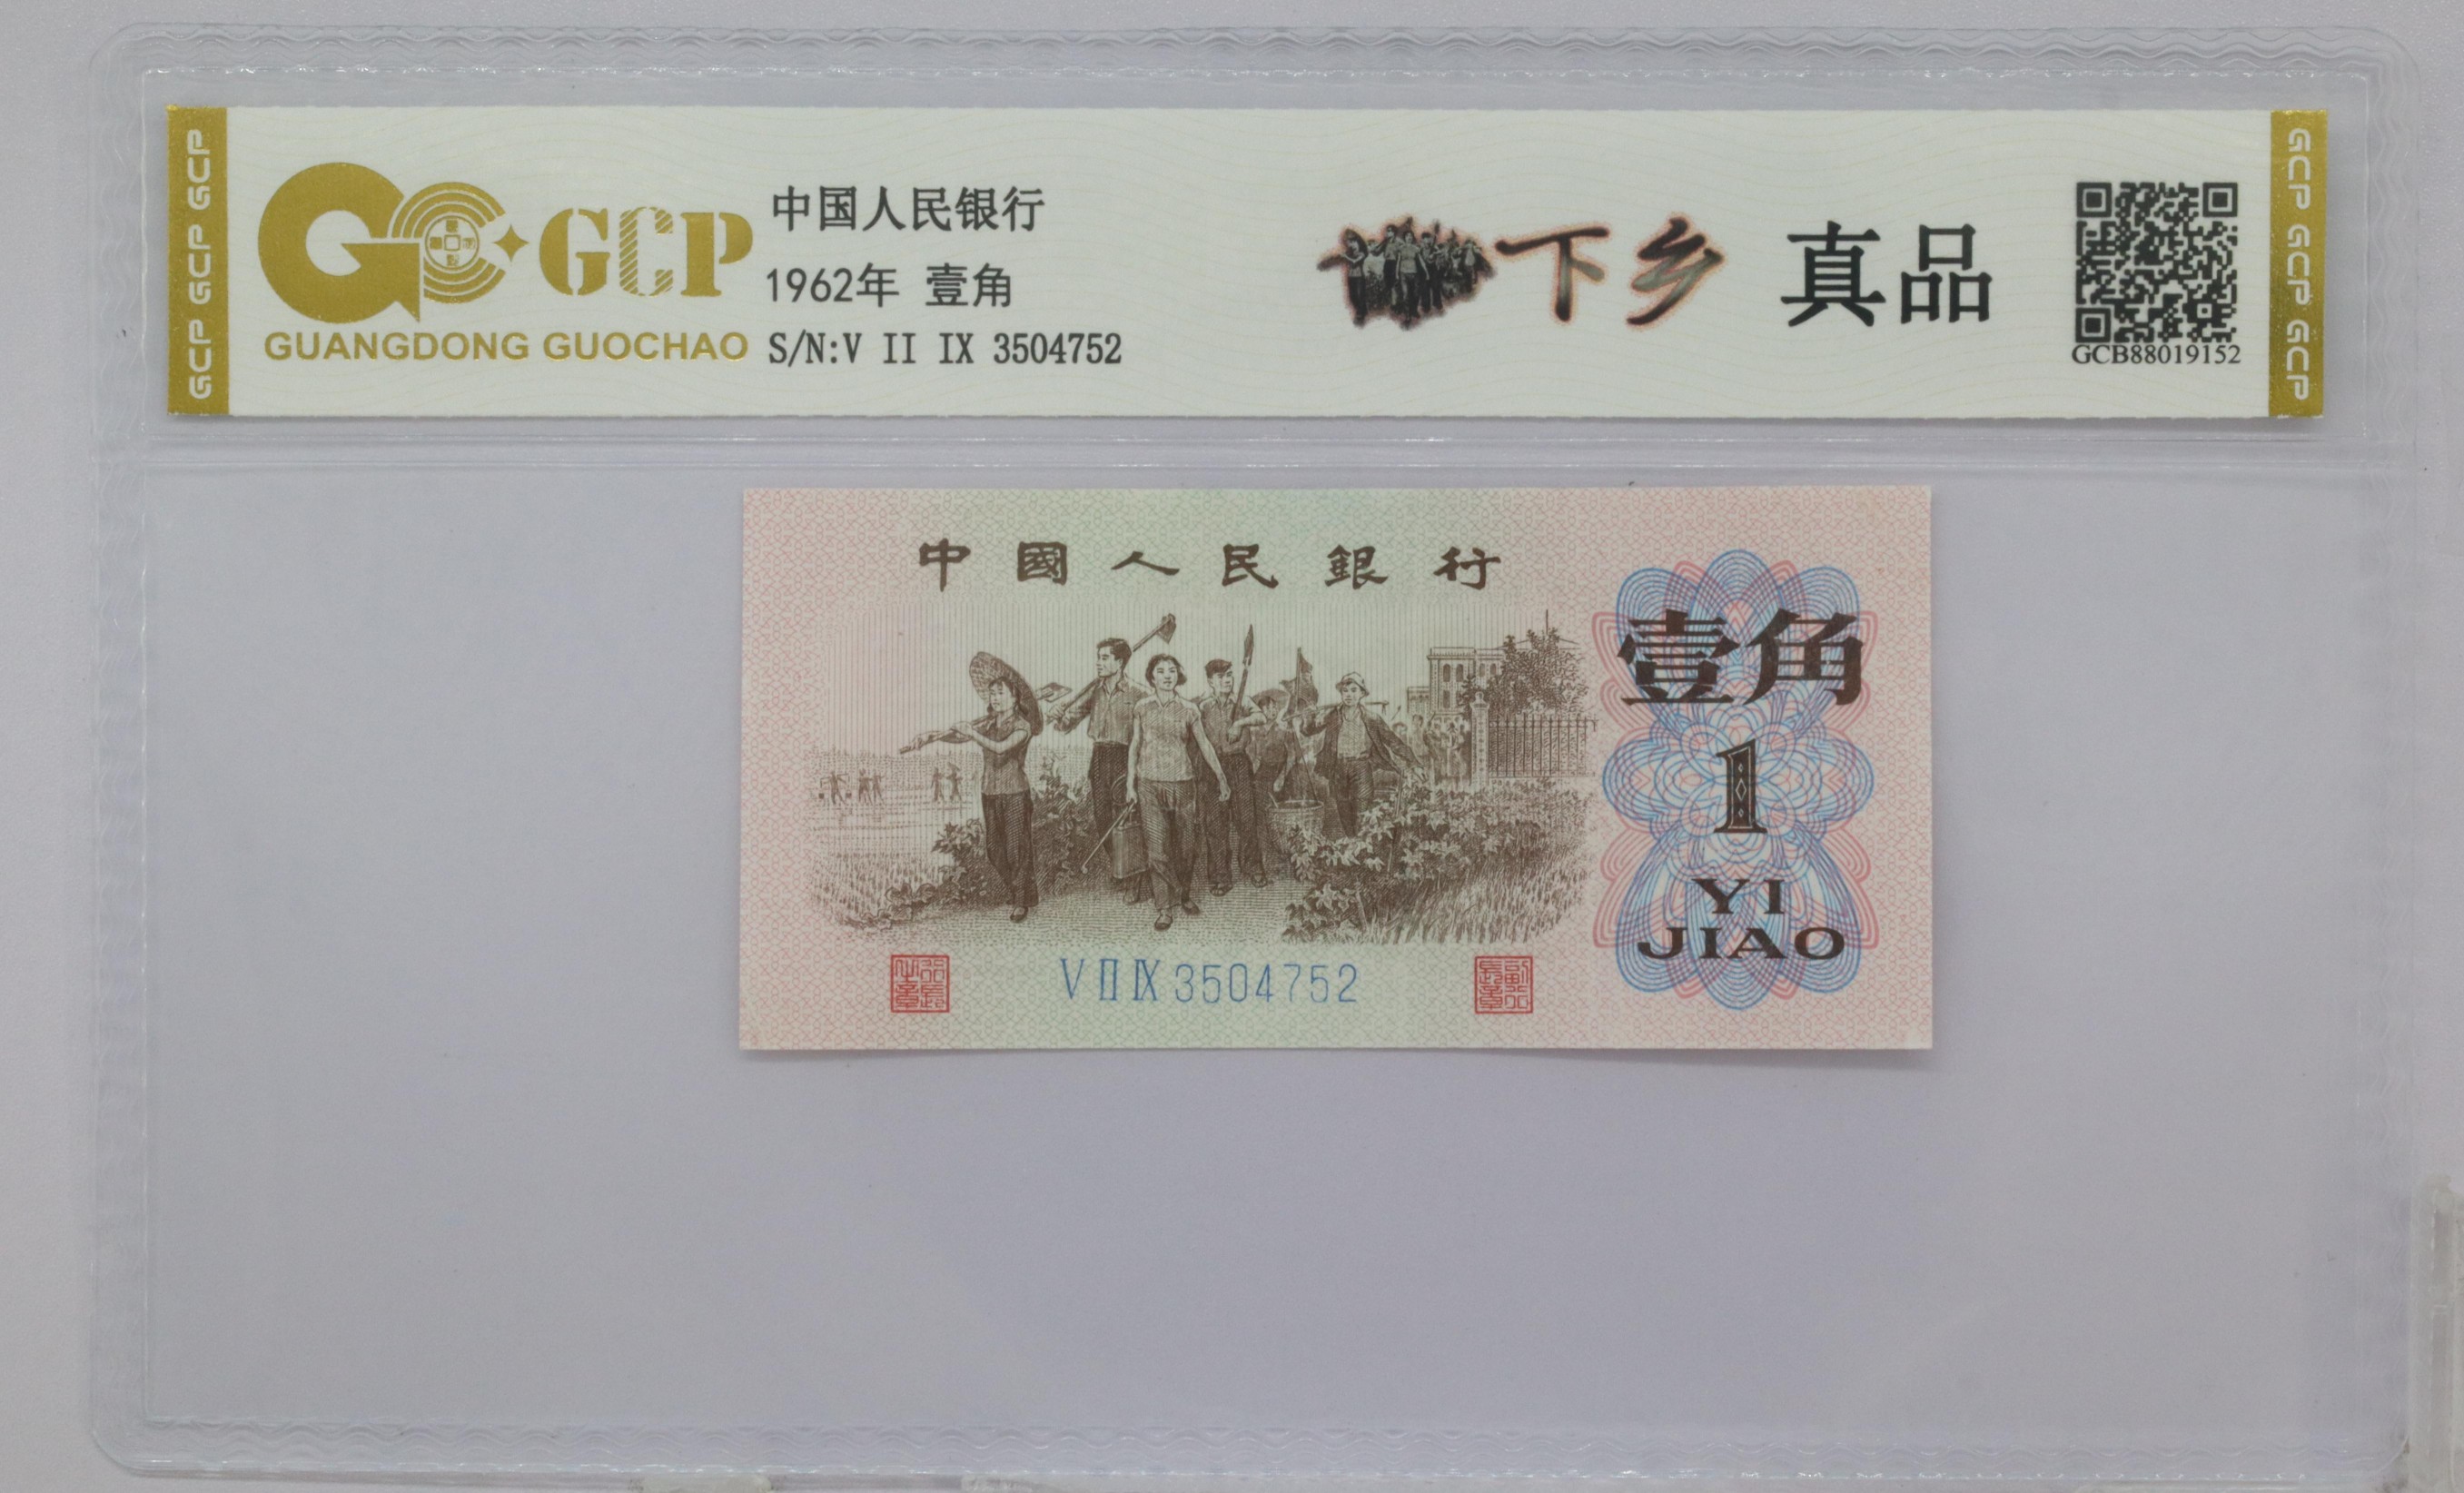 GCP GCP GCP
GCP
GUANGDONG GUOCHAO
中国人民银行
1962年 壹角
S/N:V II IX 3504752
下乡 真品
GCB88019152
GCP GCP GCP
中國人民銀行
壹角
1
YI
JIAO
V II IX 3504752